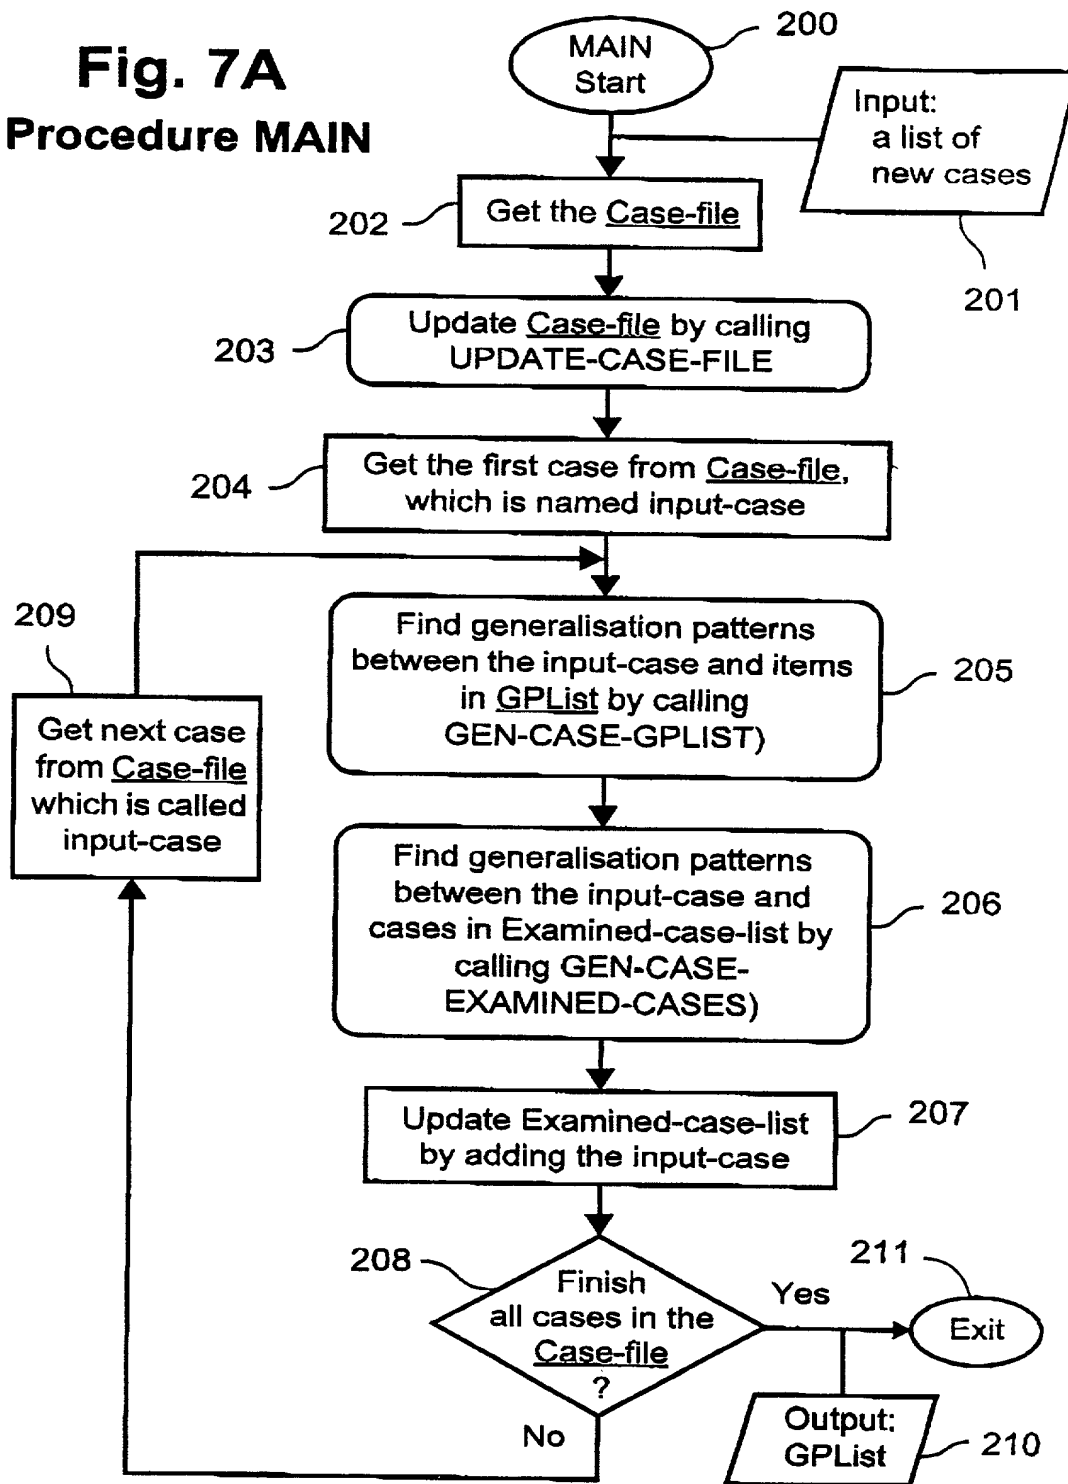 Fig. 7A
Procedure MAIN
200
MAIN
Start
Input:
a list of
new cases
201
202
Get the Case-file
203
Update Case-file by calling
UPDATE-CASE-FILE
204
Get the first case from Case-file,
which is named input-case
209
Get next case
from Case-file
which is called
input-case
Find generalisation patterns
between the input-case and items
in GPList by calling
GEN-CASE-GPLIST)
205
Find generalisation patterns
between the input-case and
cases in Examined-case-list by
calling GEN-CASE-
EXAMINED-CASES)
206
Update Examined-case-list
by adding the input-case
207
208
Finish
all cases in the
Case-file
?
Yes
211
Exit
No
Output:
GPList
210